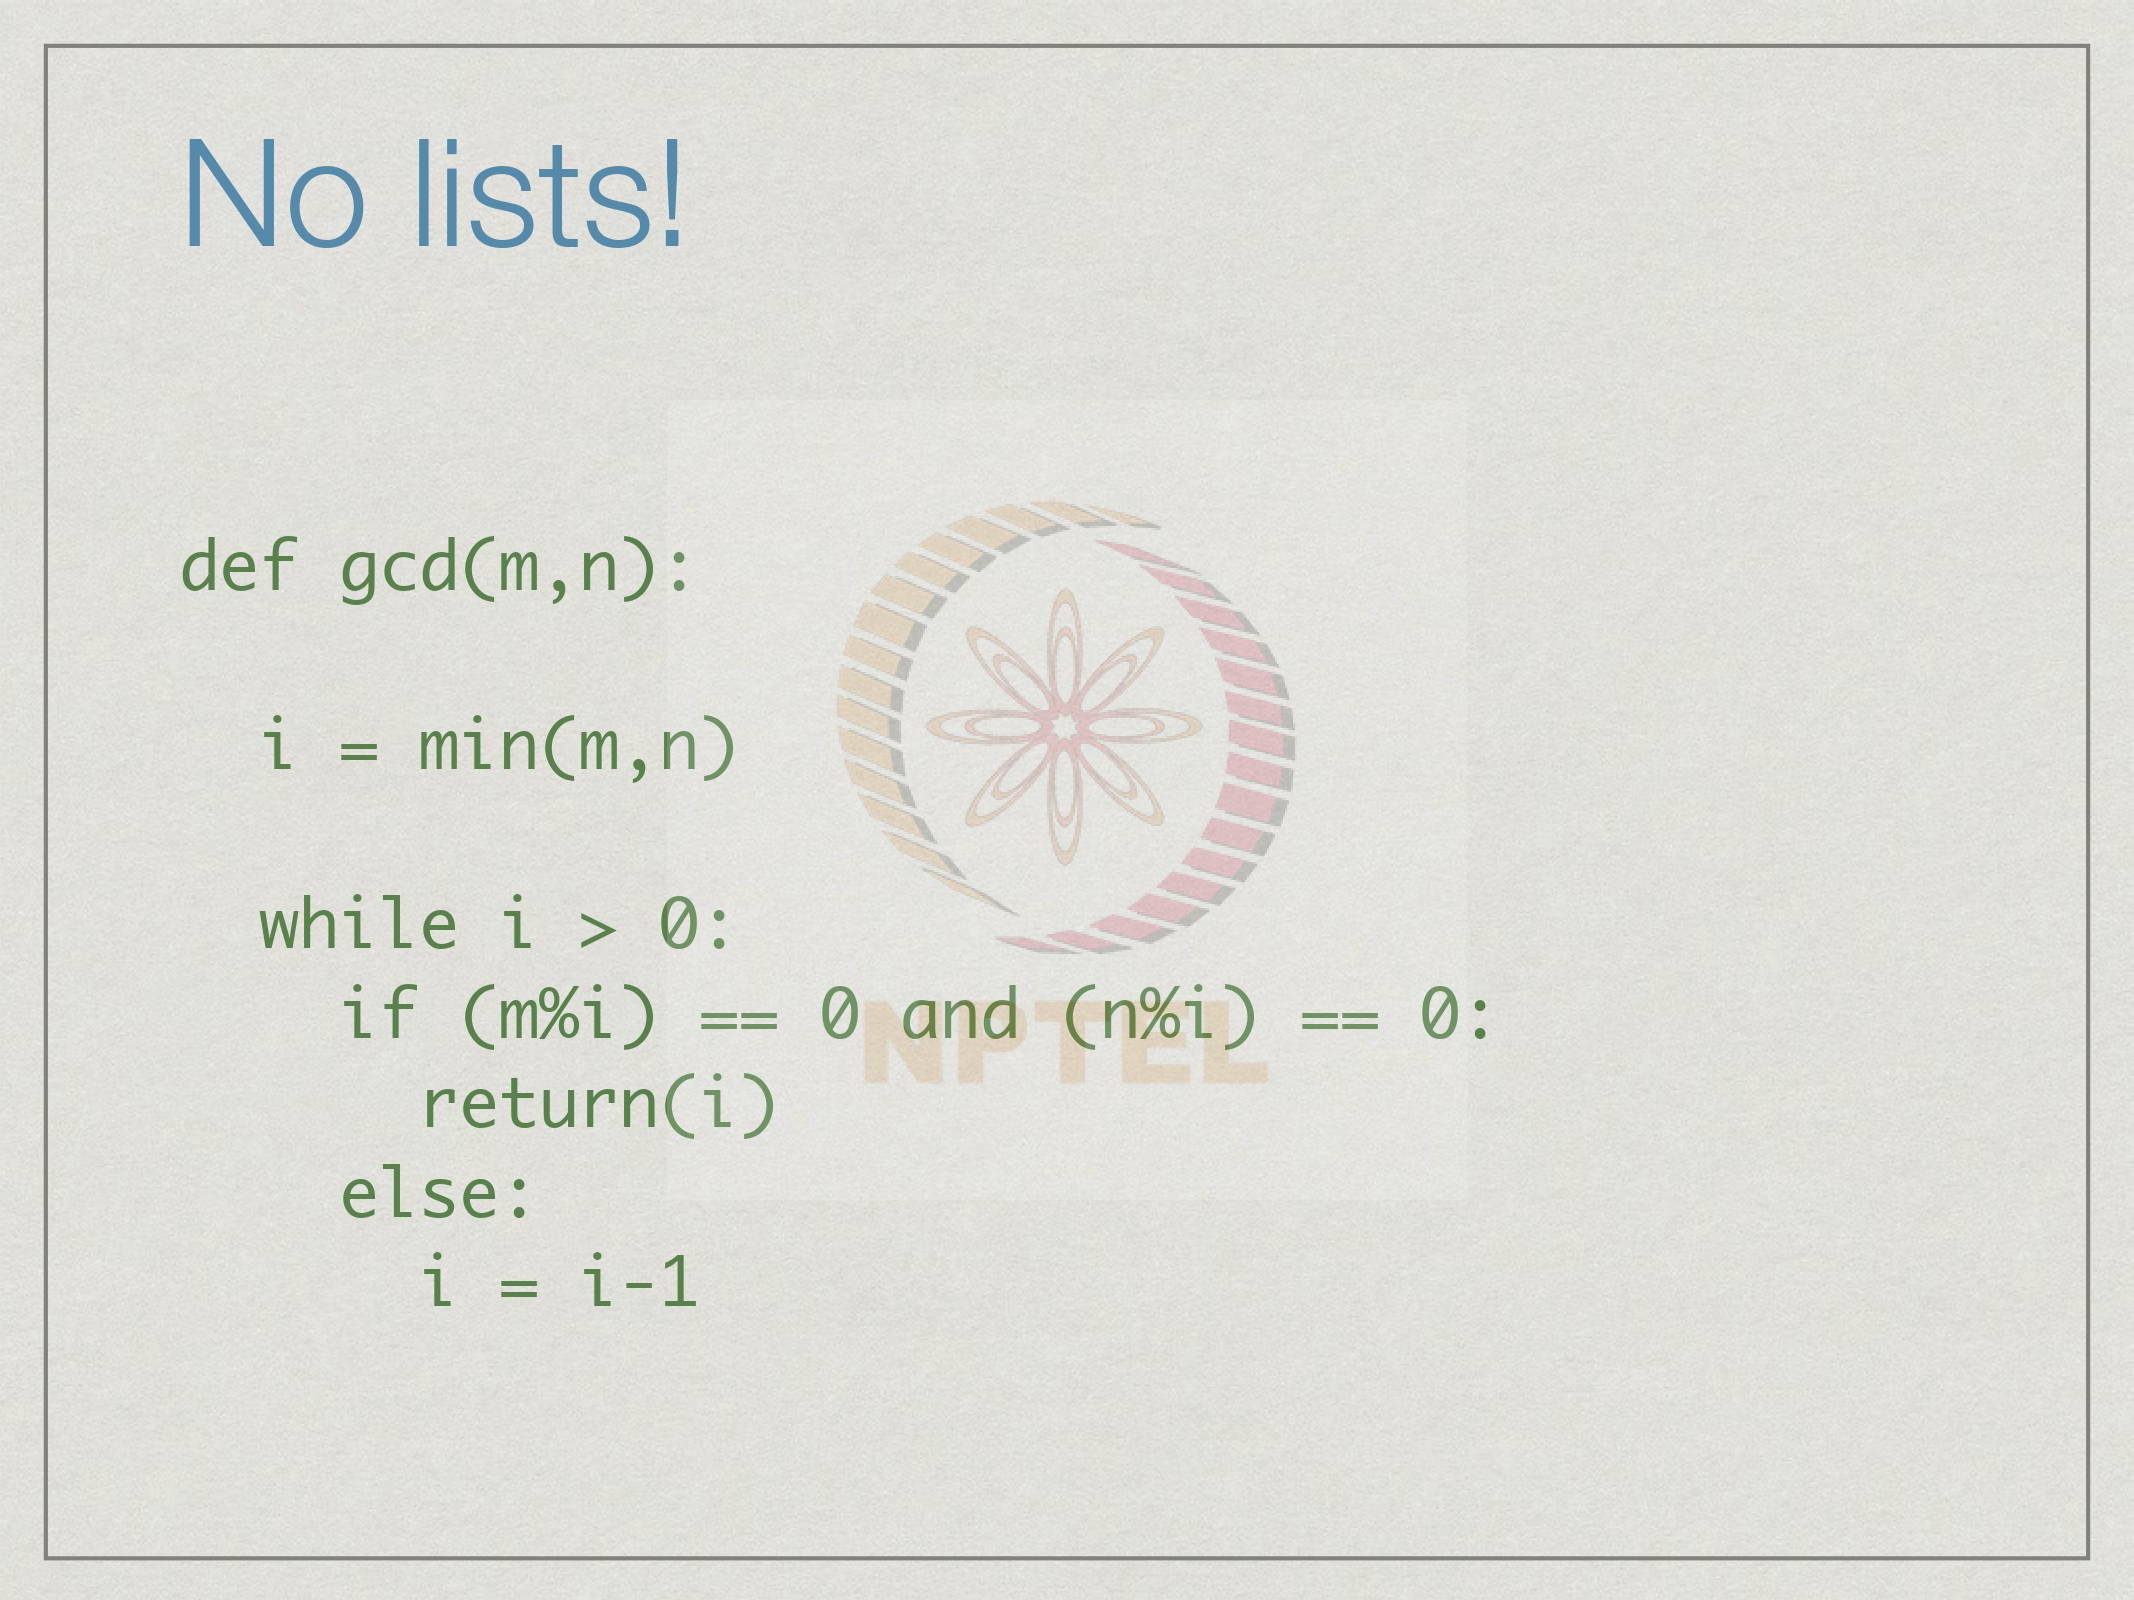 No lists!
def gcd(m,n):
  i = min(m,n)
  while i > 0:
    if (m%i) == 0 and (n%i) == 0:
      return(i)
    else:
      i = i-1
NPTEL